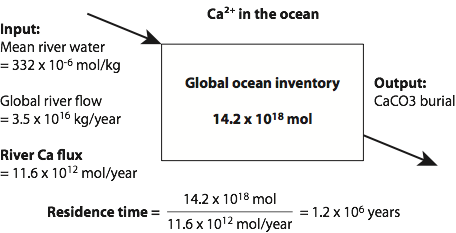 Ca²⁺ in the ocean
Input:
Mean river water
= 332 x 10⁻⁶ mol/kg
Global river flow
= 3.5 x 10¹⁶ kg/year
River Ca flux
= 11.6 x 10¹² mol/year
Global ocean inventory
14.2 x 10¹⁸ mol
Output:
CaCO3 burial
Residence time = 14.2 x 10¹⁸ mol / 11.6 x 10¹² mol/year = 1.2 x 10⁶ years